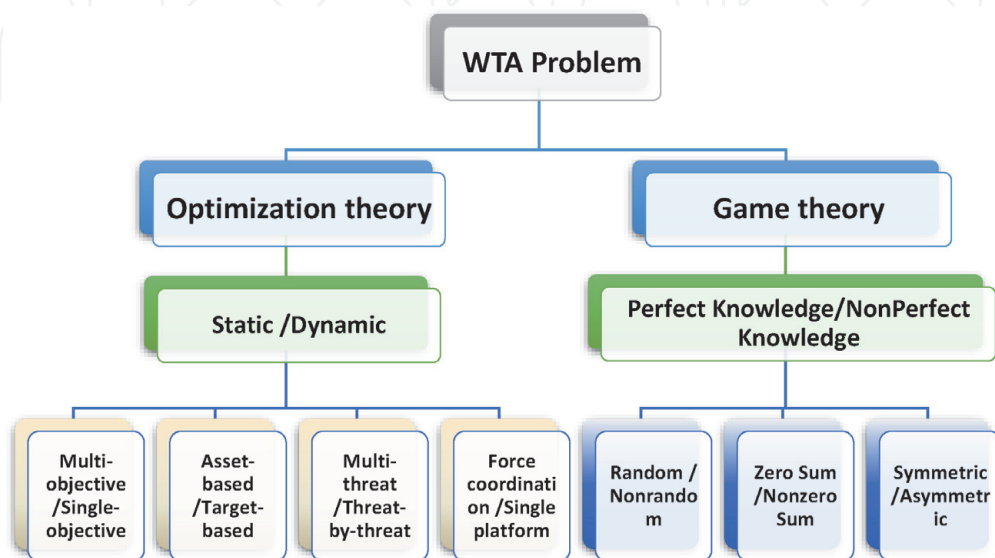 WTA Problem
Optimization theory
Game theory
Static /Dynamic
Perfect Knowledge/NonPerfect
Knowledge
Multi-
objective
/Single-
objective
Asset-
based
/Target-
based
Multi-
threat
/Threat-
by-threat
Force
coordinati
on /Single
platform
Random /
Nonrando
m
Zero Sum
/Nonzero
Sum
Symmetric
/Asymmetr
ic